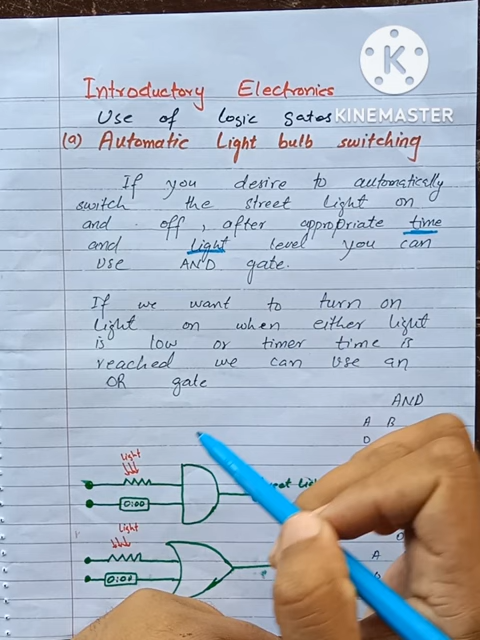 K
KINEMASTER
Introductory Electronics
Use of logic gates
(a) Automatic Light bulb switching
If you desire to automatically
switch the street light on
and off, after appropriate time
and light level you can
use AND gate.
If we want to turn on
light on when either light
is low or timer time is
reached we can use an
OR gate
AND
A B
0
Light
0:00
Light
0:00
A